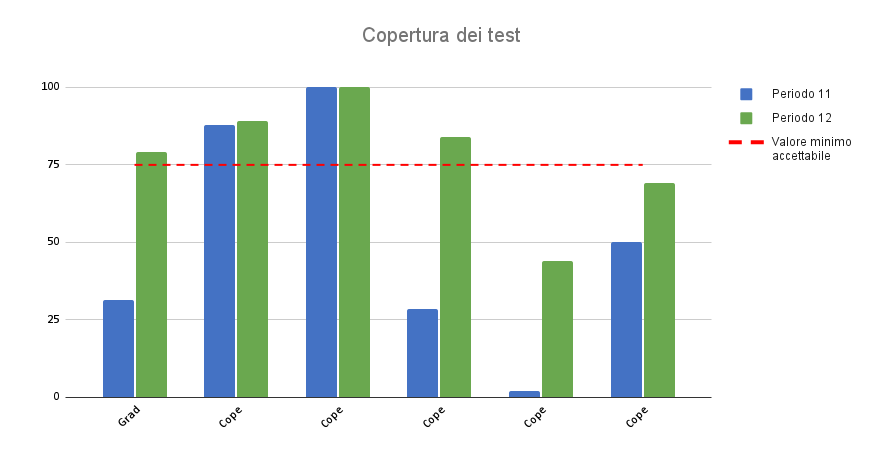 Copertura dei test
100
75
50
25
0
Grad
Cope
Cope
Cope
Cope
Cope
Periodo 11
Periodo 12
Valore minimo
accettabile